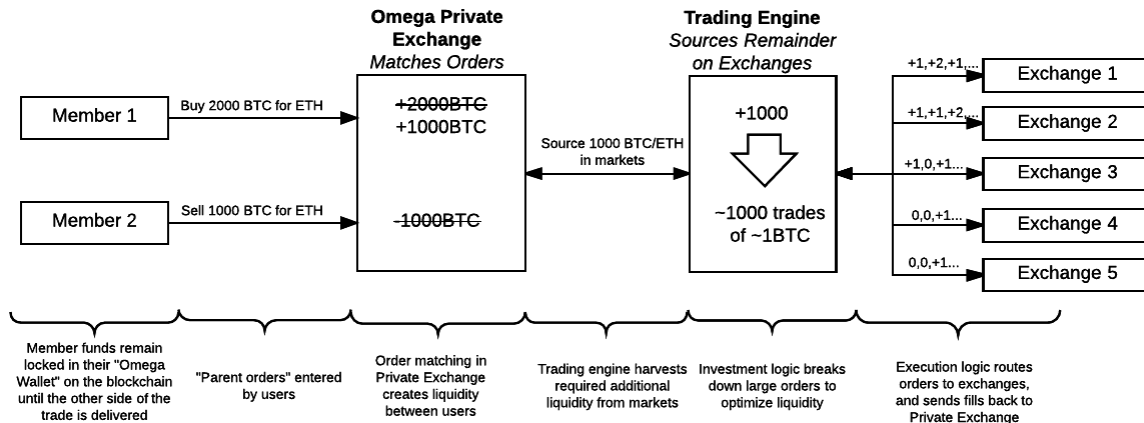 Omega Private
Exchange
Matches Orders
Trading Engine
Sources Remainder
on Exchanges
Member 1
Buy 2000 BTC for ETH
+2000BTC
+1000BTC
Member 2
Sell 1000 BTC for ETH
-1000BTC
Source 1000 BTC/ETH
in markets
+1000
~1000 trades
of ~1BTC
+1,+2,+1,...
Exchange 1
+1,+1,+2,...
Exchange 2
+1,0,+1...
Exchange 3
0,0,+1...
Exchange 4
0,0,+1...
Exchange 5
Member funds remain
locked in their "Omega
Wallet" on the blockchain
until the other side of the
trade is delivered
"Parent orders" entered
by users
Order matching in
Private Exchange
creates liquidity
between users
Trading engine harvests
required additional
liquidity from markets
Investment logic breaks
down large orders to
optimize liquidity
Execution logic routes
orders to exchanges,
and sends fills back to
Private Exchange